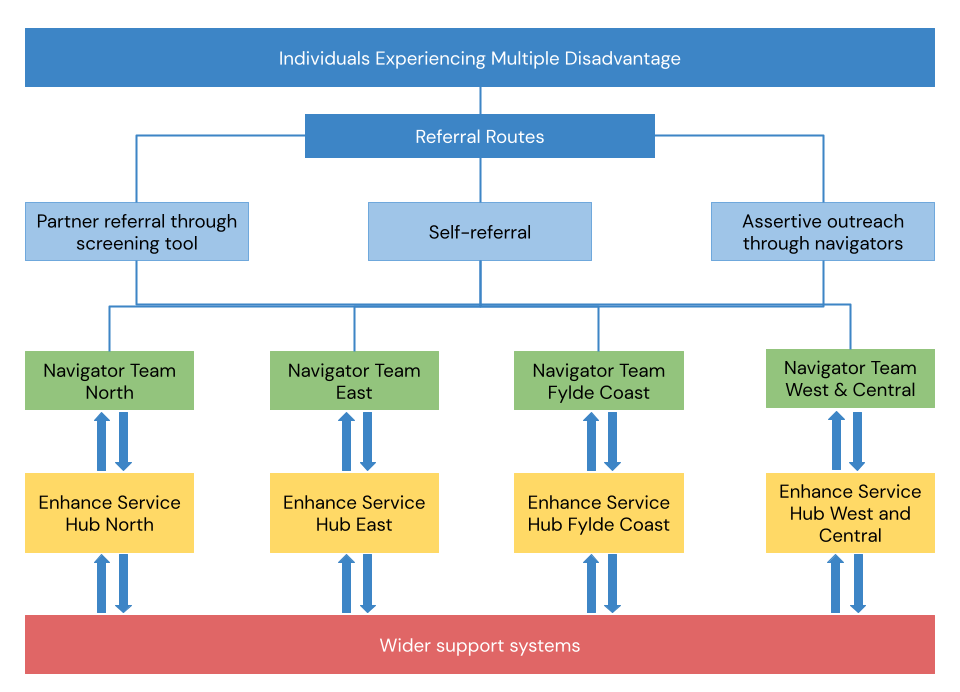 Individuals Experiencing Multiple Disadvantage
Referral Routes
Partner referral through
screening tool
Self-referral
Assertive outreach
through navigators
Navigator Team
North
Navigator Team
East
Navigator Team
Fylde Coast
Navigator Team
West & Central
Enhance Service
Hub North
Enhance Service
Hub East
Enhance Service
Hub Fylde Coast
Enhance Service
Hub West and
Central
Wider support systems